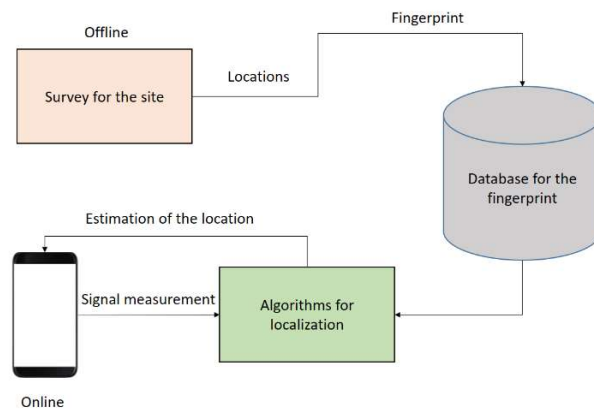 Fingerprint
Offline
Locations
Survey for the site
Database for the
fingerprint
Estimation of the location
Signal measurement
Algorithms for
localization
Online